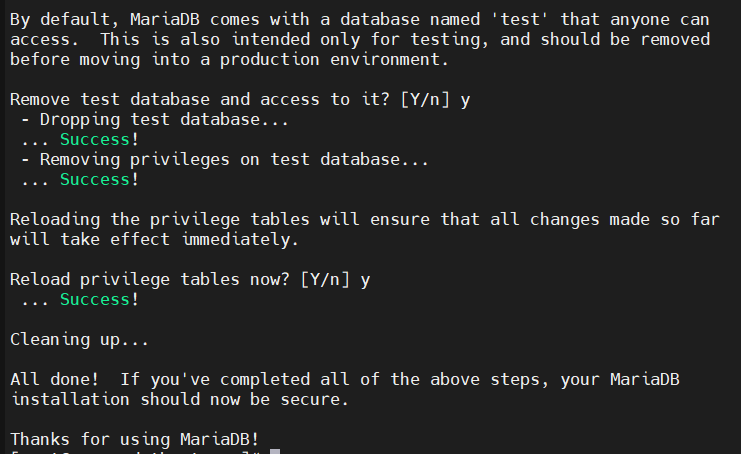 By default, MariaDB comes with a database named 'test' that anyone can
access.  This is also intended only for testing, and should be removed
before moving into a production environment.
Remove test database and access to it? [Y/n] y
 - Dropping test database...
 ... Success!
 - Removing privileges on test database...
 ... Success!
Reloading the privilege tables will ensure that all changes made so far
will take effect immediately.
Reload privilege tables now? [Y/n] y
 ... Success!
Cleaning up...
All done!  If you've completed all of the above steps, your MariaDB
installation should now be secure.
Thanks for using MariaDB!